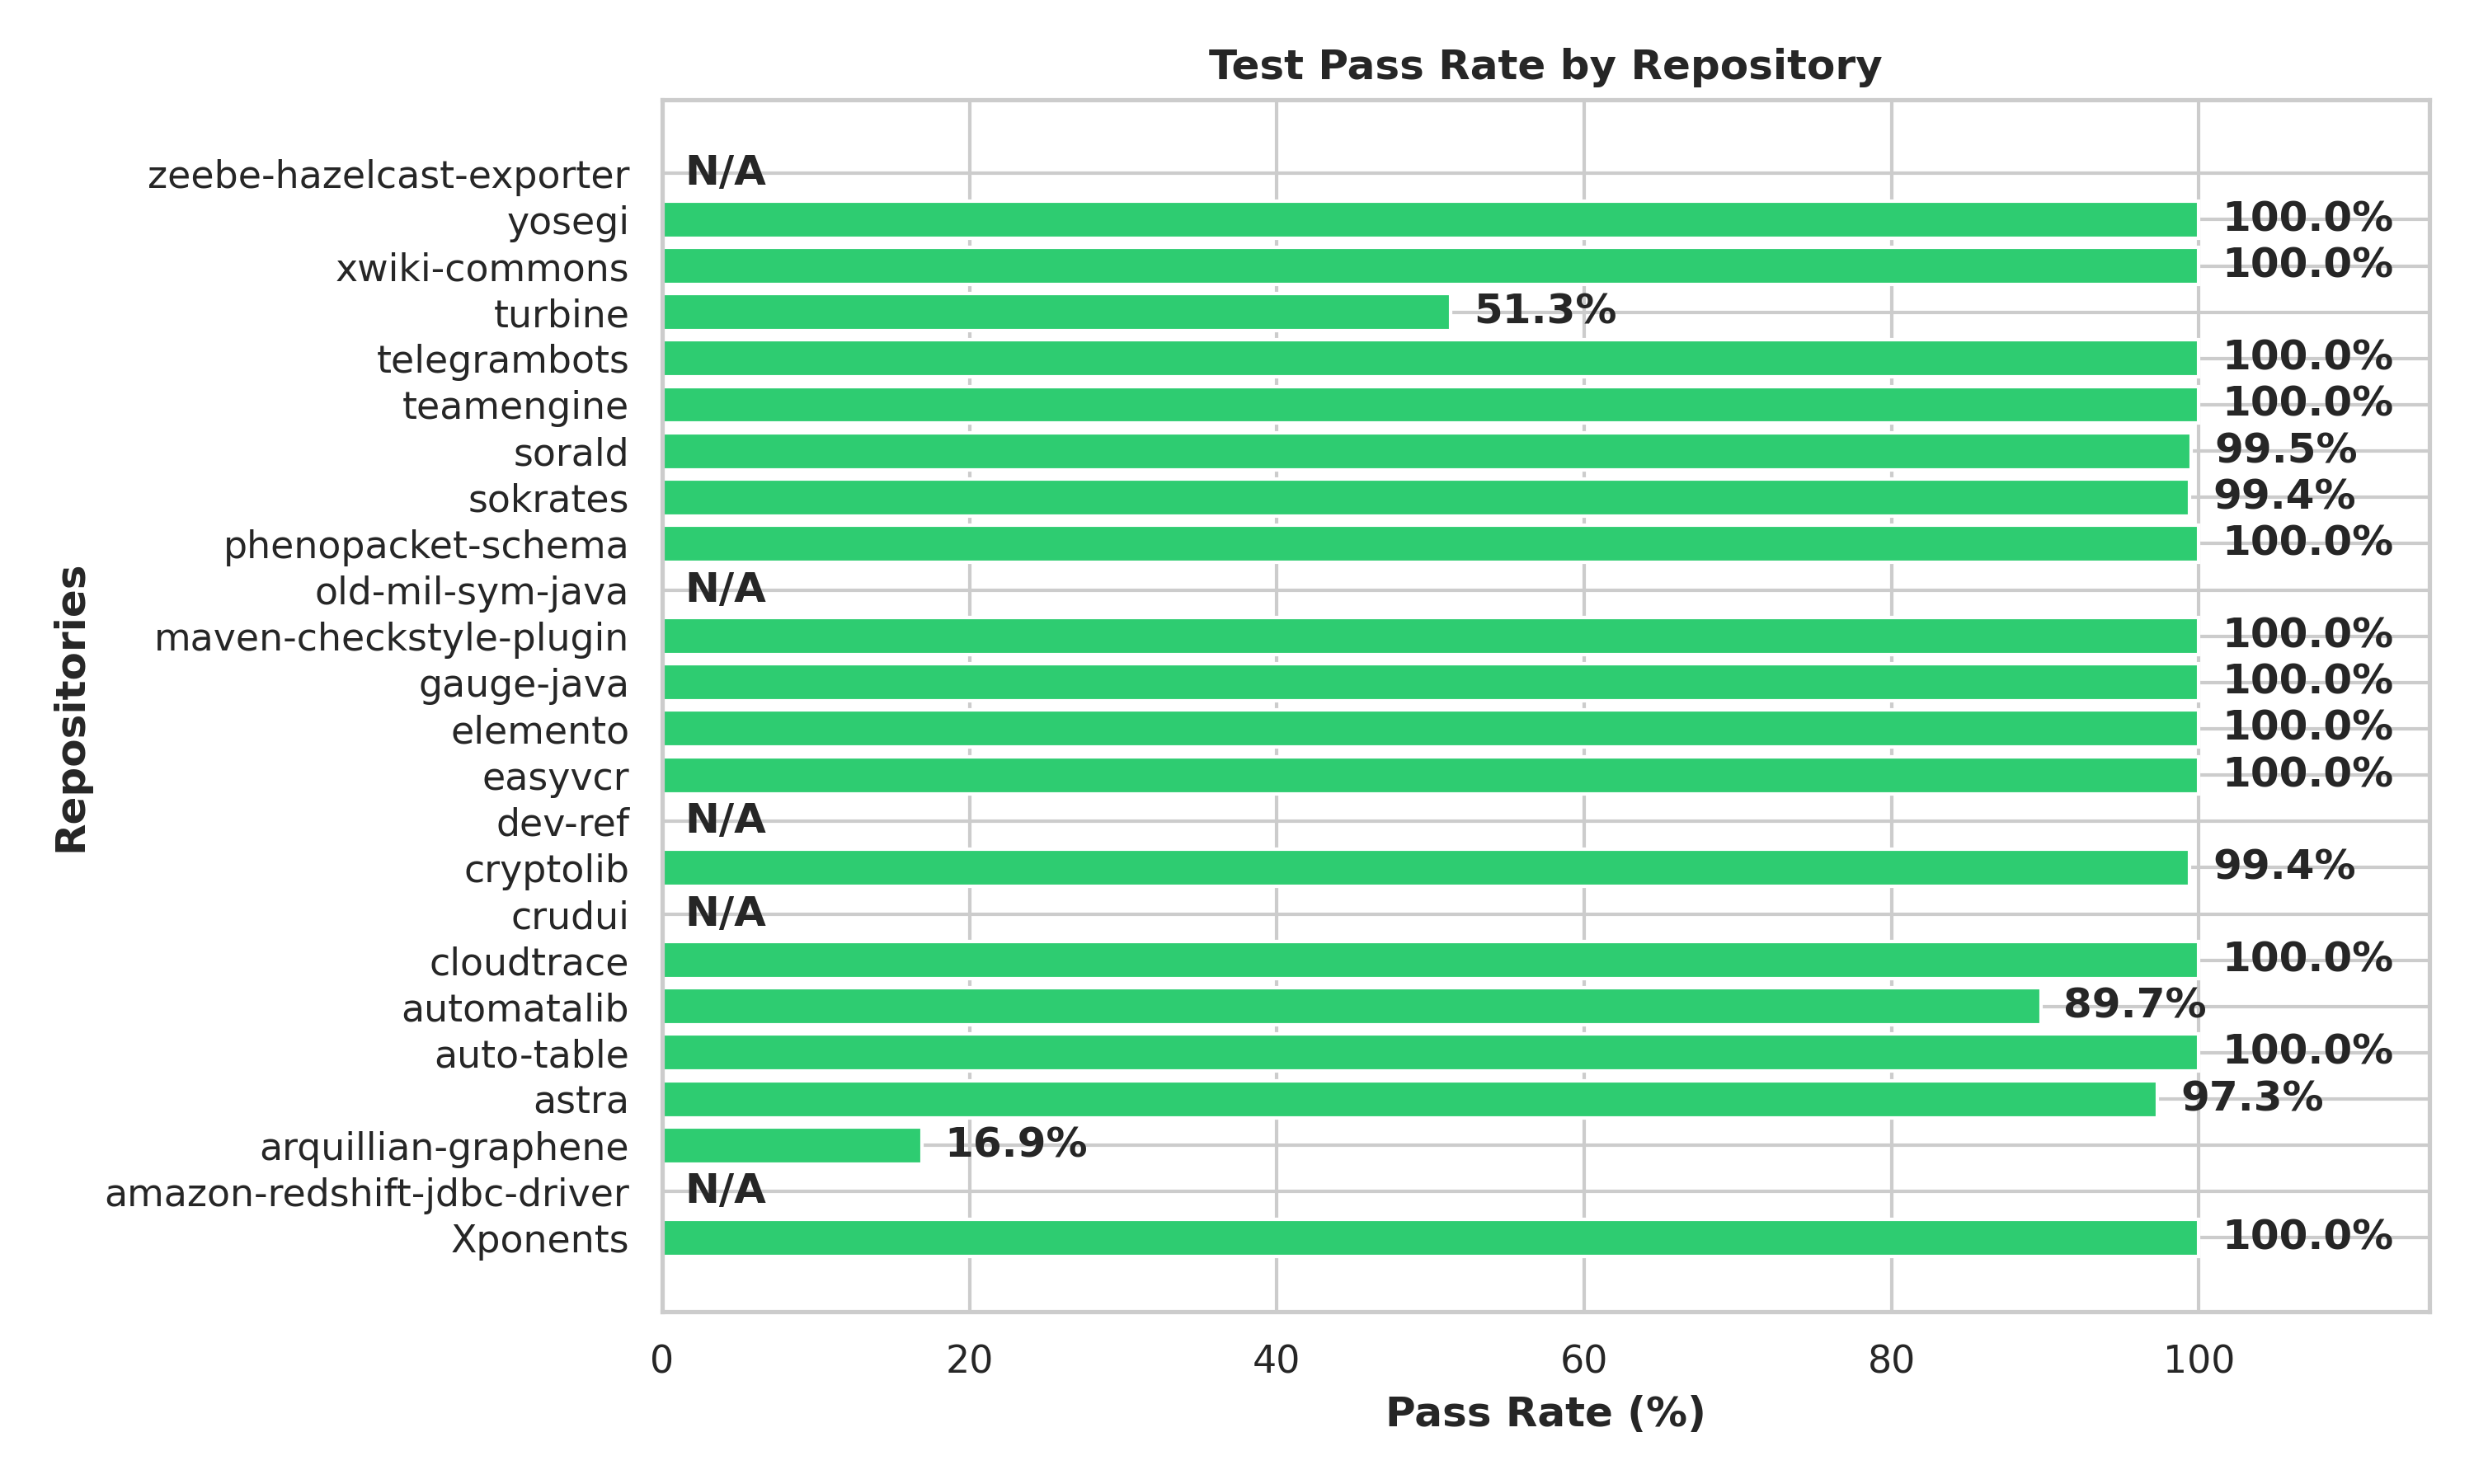 Test Pass Rate by Repository
Repositories
zeebe-hazelcast-exporter N/A
yosegi 100.0%
xwiki-commons 100.0%
turbine 51.3%
telegrambots 100.0%
teamengine 100.0%
sorald 99.5%
sokrates 99.4%
phenopacket-schema 100.0%
old-mil-sym-java N/A
maven-checkstyle-plugin 100.0%
gauge-java 100.0%
elemento 100.0%
easyvcr 100.0%
dev-ref N/A
cryptolib 99.4%
crudui N/A
cloudtrace 100.0%
automatalib 89.7%
auto-table 100.0%
astra 97.3%
arquillian-graphene 16.9%
amazon-redshift-jdbc-driver N/A
Xponents 100.0%
0 20 40 60 80 100
Pass Rate (%)